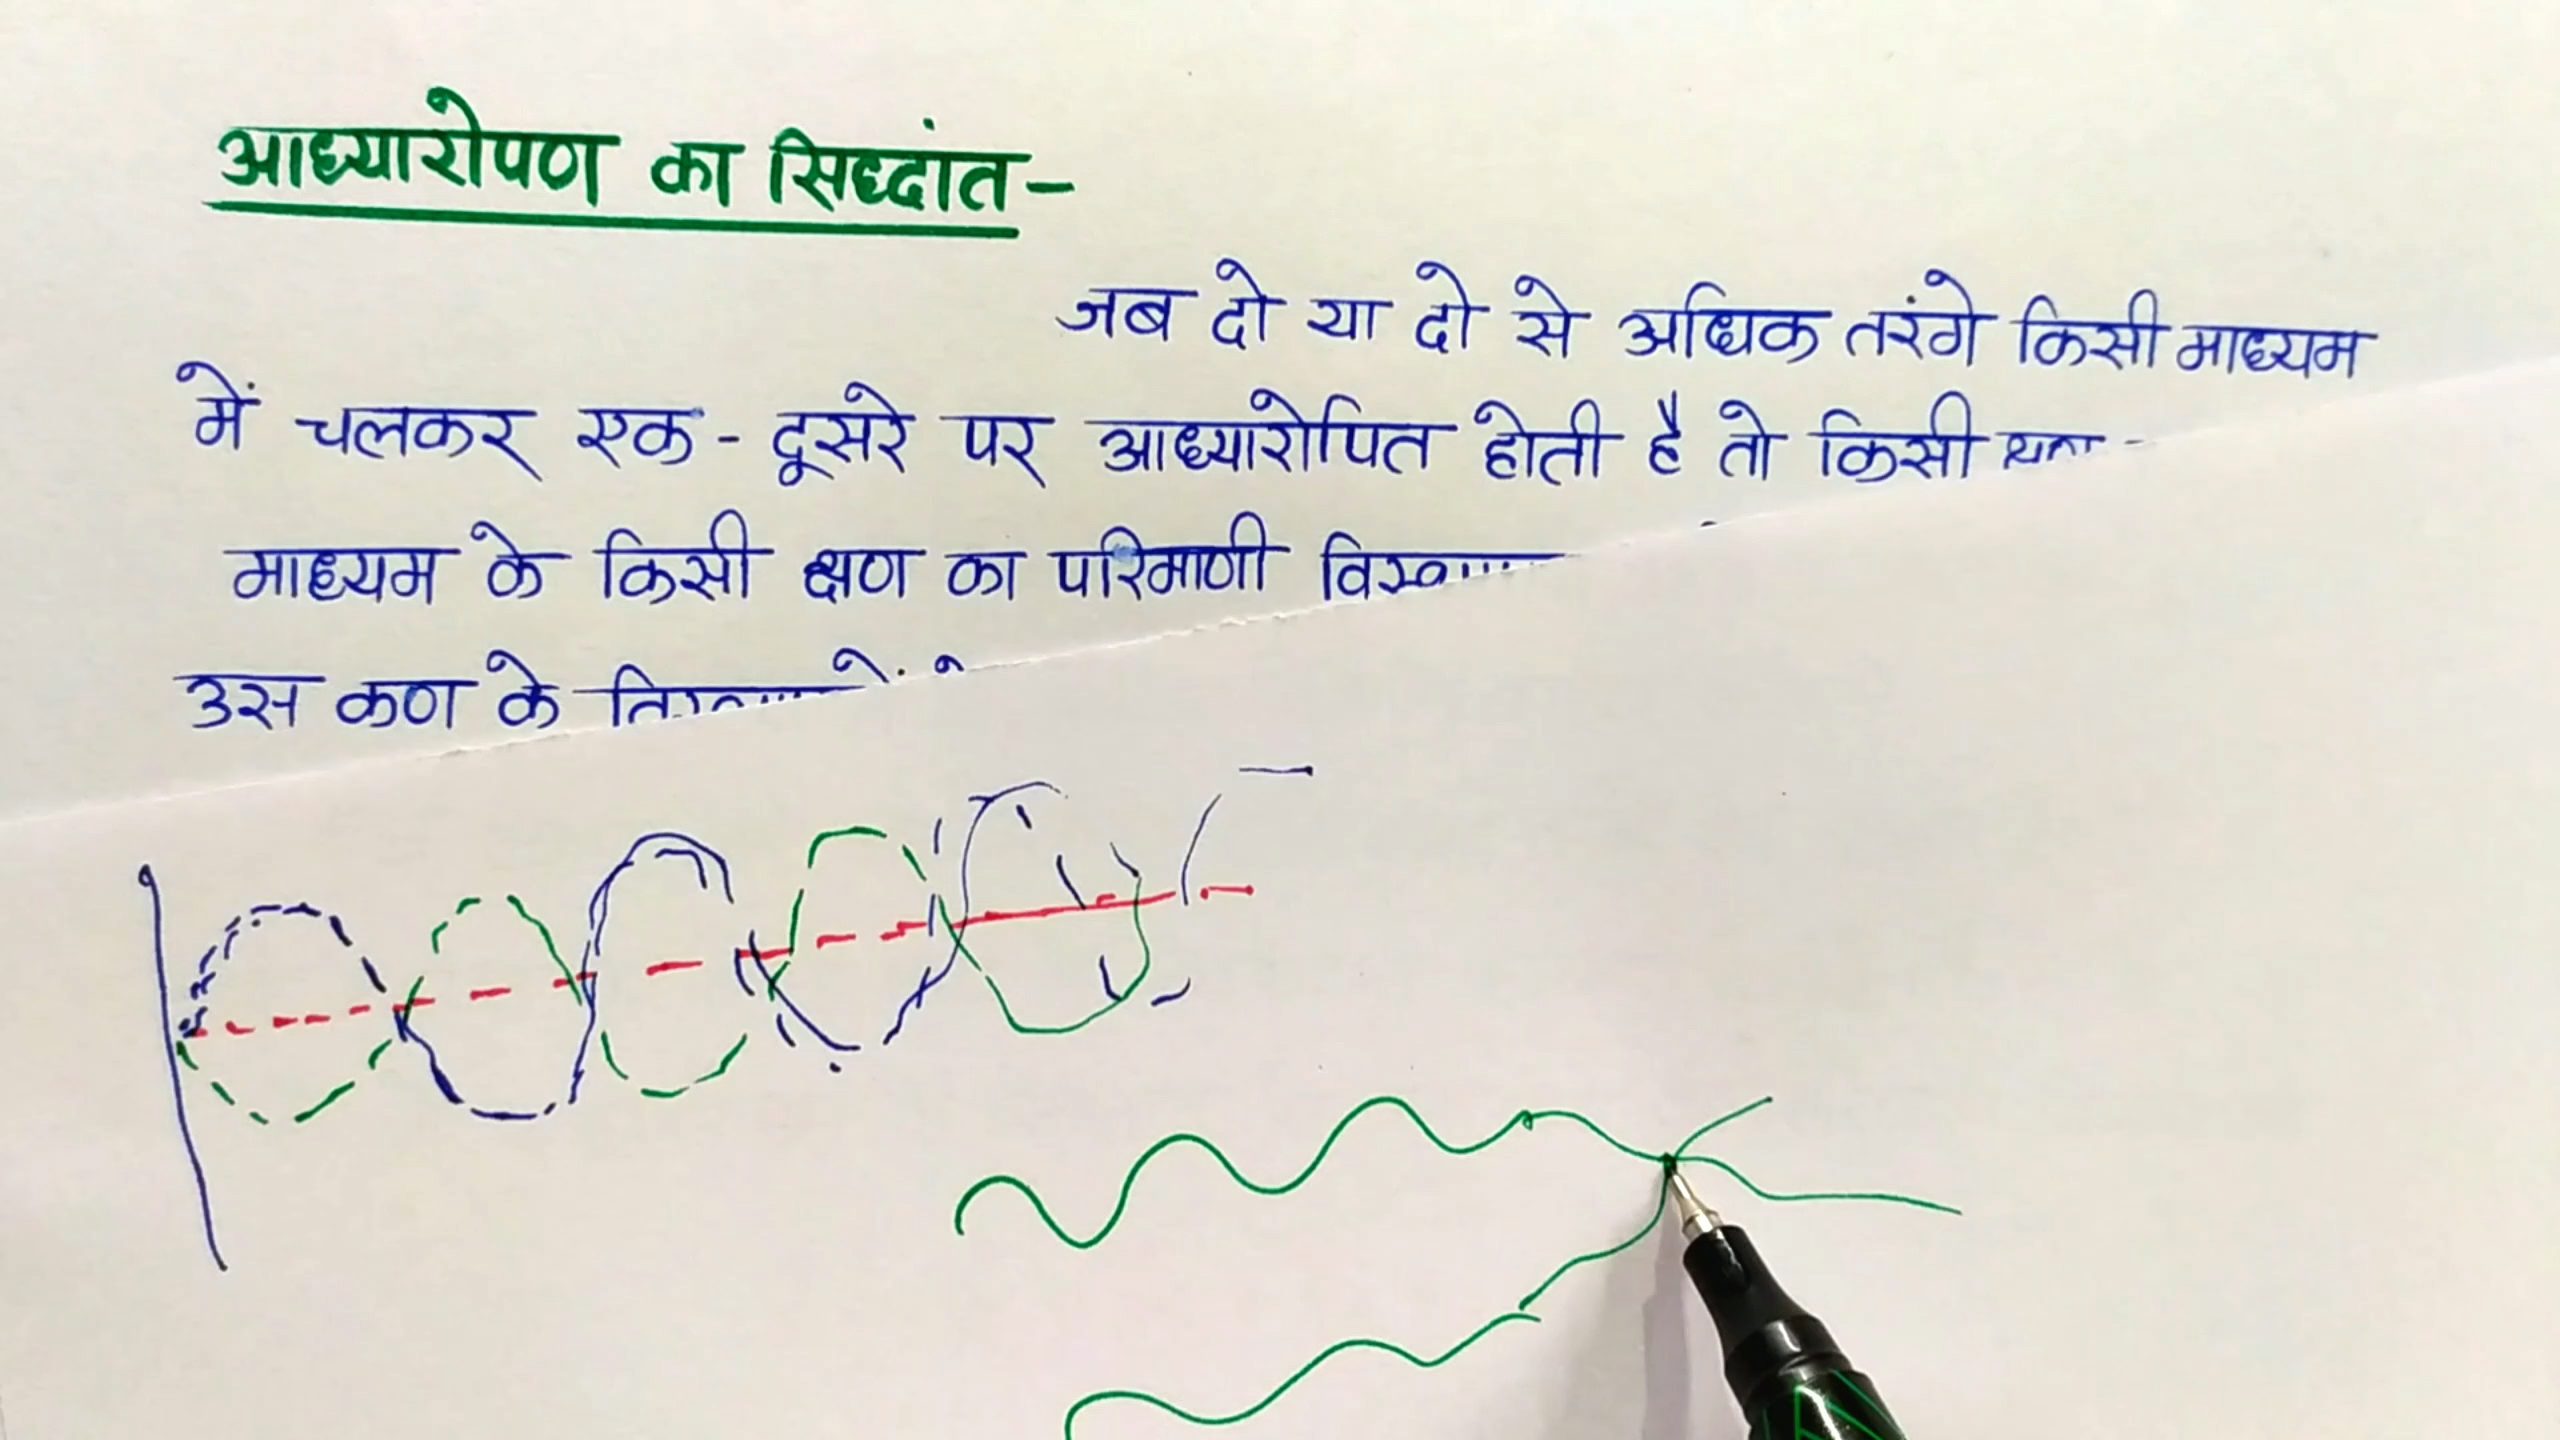 आध्यारोपण का सिध्दांत -
जब दो या दो से अधिक तरंगे किसी माध्यम
में चलकर एक - दूसरे पर आध्यारोपित होती है तो किसी
माध्यम के किसी क्षण का परिमाणी
उस कण के